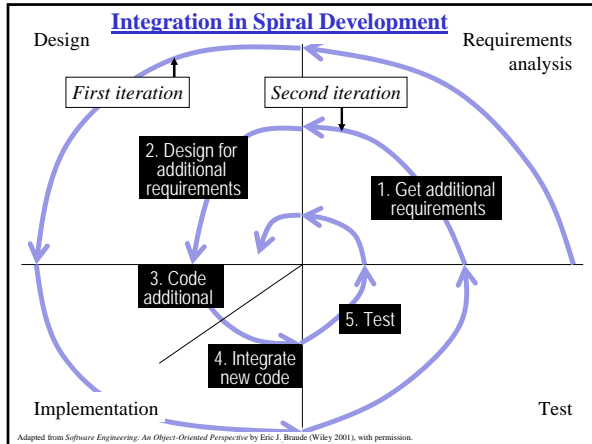 Integration in Spiral Development
Design
Requirements
analysis
First iteration
Second iteration
2. Design for
additional
requirements
1. Get additional
requirements
3. Code
additional
5. Test
4. Integrate
new code
Implementation
Test
Adapted from Software Engineering: An Object-Oriented Perspective by Eric J. Braude (Wiley 2001), with permission.